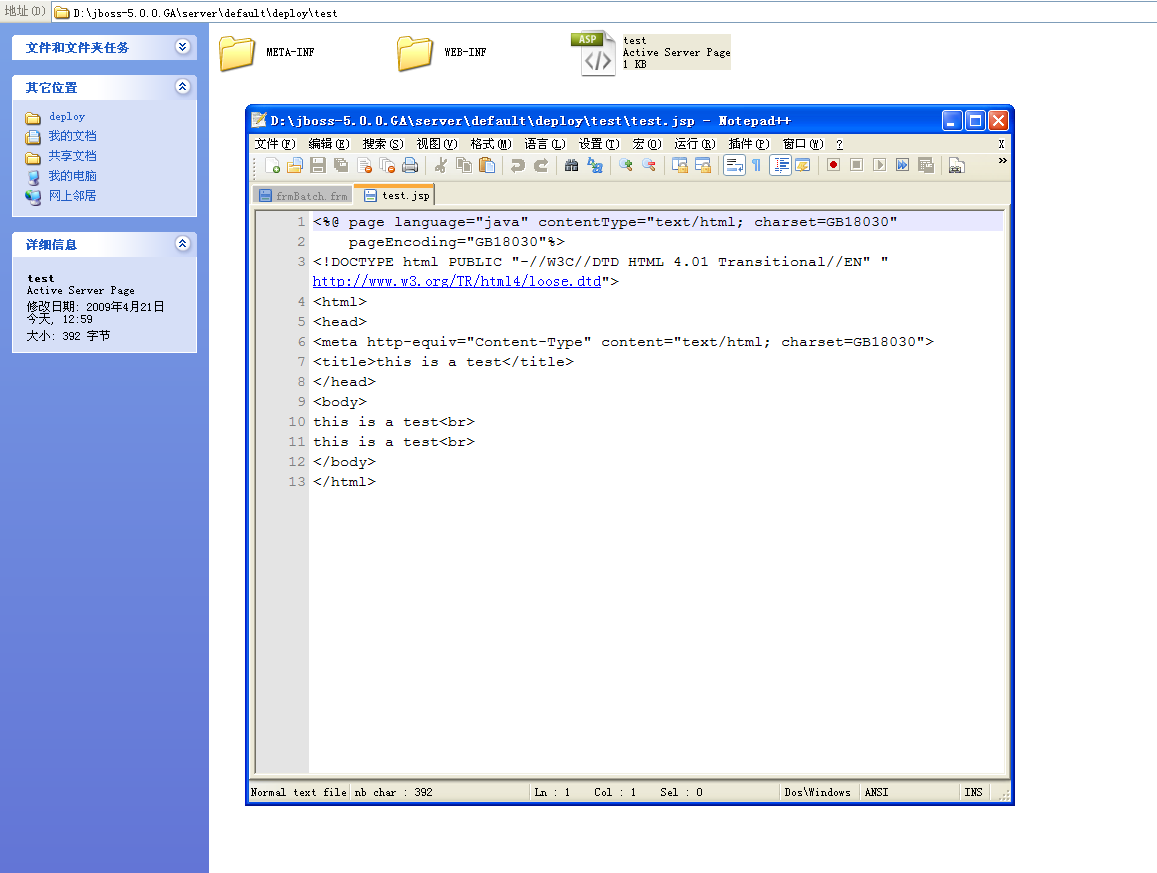 地址(D) D:\jboss-5.0.0.GA\server\default\deploy\test
文件和文件夹任务
其它位置
deploy
我的文档
共享文档
我的电脑
网上邻居
详细信息
test
Active Server Page
修改日期: 2009年4月21日
今天, 12:59
大小: 392 字节
META-INF
WEB-INF
ASP
test
Active Server Page
1 KB
D:\jboss-5.0.0.GA\server\default\deploy\test\test.jsp - Notepad++
文件(F) 编辑(E) 搜索(S) 视图(V) 格式(M) 语言(L) 设置(T) 宏(O) 运行(R) 插件(P) 窗口(W) ? X
frmBatch.frm test.jsp
1 <%@ page language="java" contentType="text/html; charset=GB18030"
2     pageEncoding="GB18030"%>
3 <!DOCTYPE html PUBLIC "-//W3C//DTD HTML 4.01 Transitional//EN" "
http://www.w3.org/TR/html4/loose.dtd">
4 <html>
5 <head>
6 <meta http-equiv="Content-Type" content="text/html; charset=GB18030">
7 <title>this is a test</title>
8 </head>
9 <body>
10 this is a test<br>
11 this is a test<br>
12 </body>
13 </html>
Normal text file nb char : 392 Ln : 1 Col : 1 Sel : 0 Dos\Windows ANSI INS